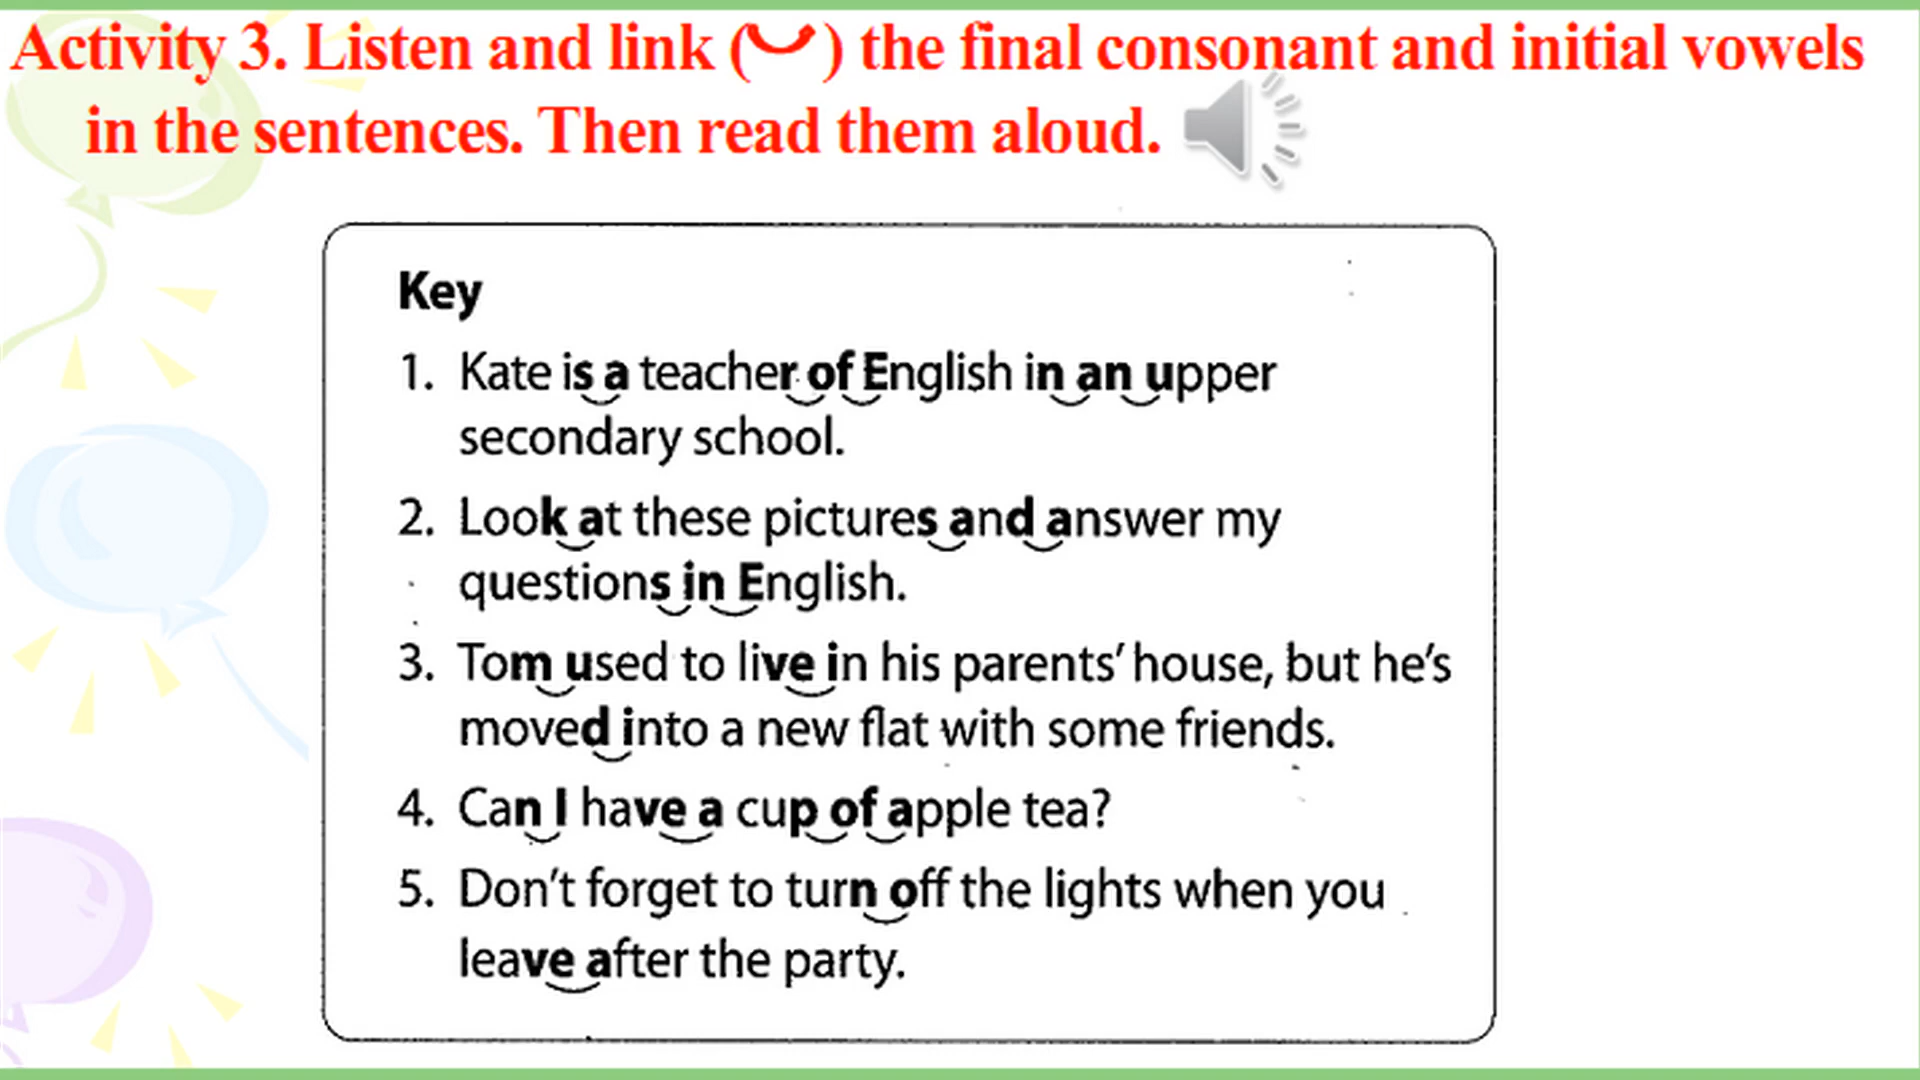 Activity 3. Listen and link (‿) the final consonant and initial vowels
in the sentences. Then read them aloud.
Key
1. Kate is a teacher of English in an upper
secondary school.
2. Look at these pictures and answer my
questions in English.
3. Tom used to live in his parents’ house, but he’s
moved into a new flat with some friends.
4. Can I have a cup of apple tea?
5. Don’t forget to turn off the lights when you
leave after the party.